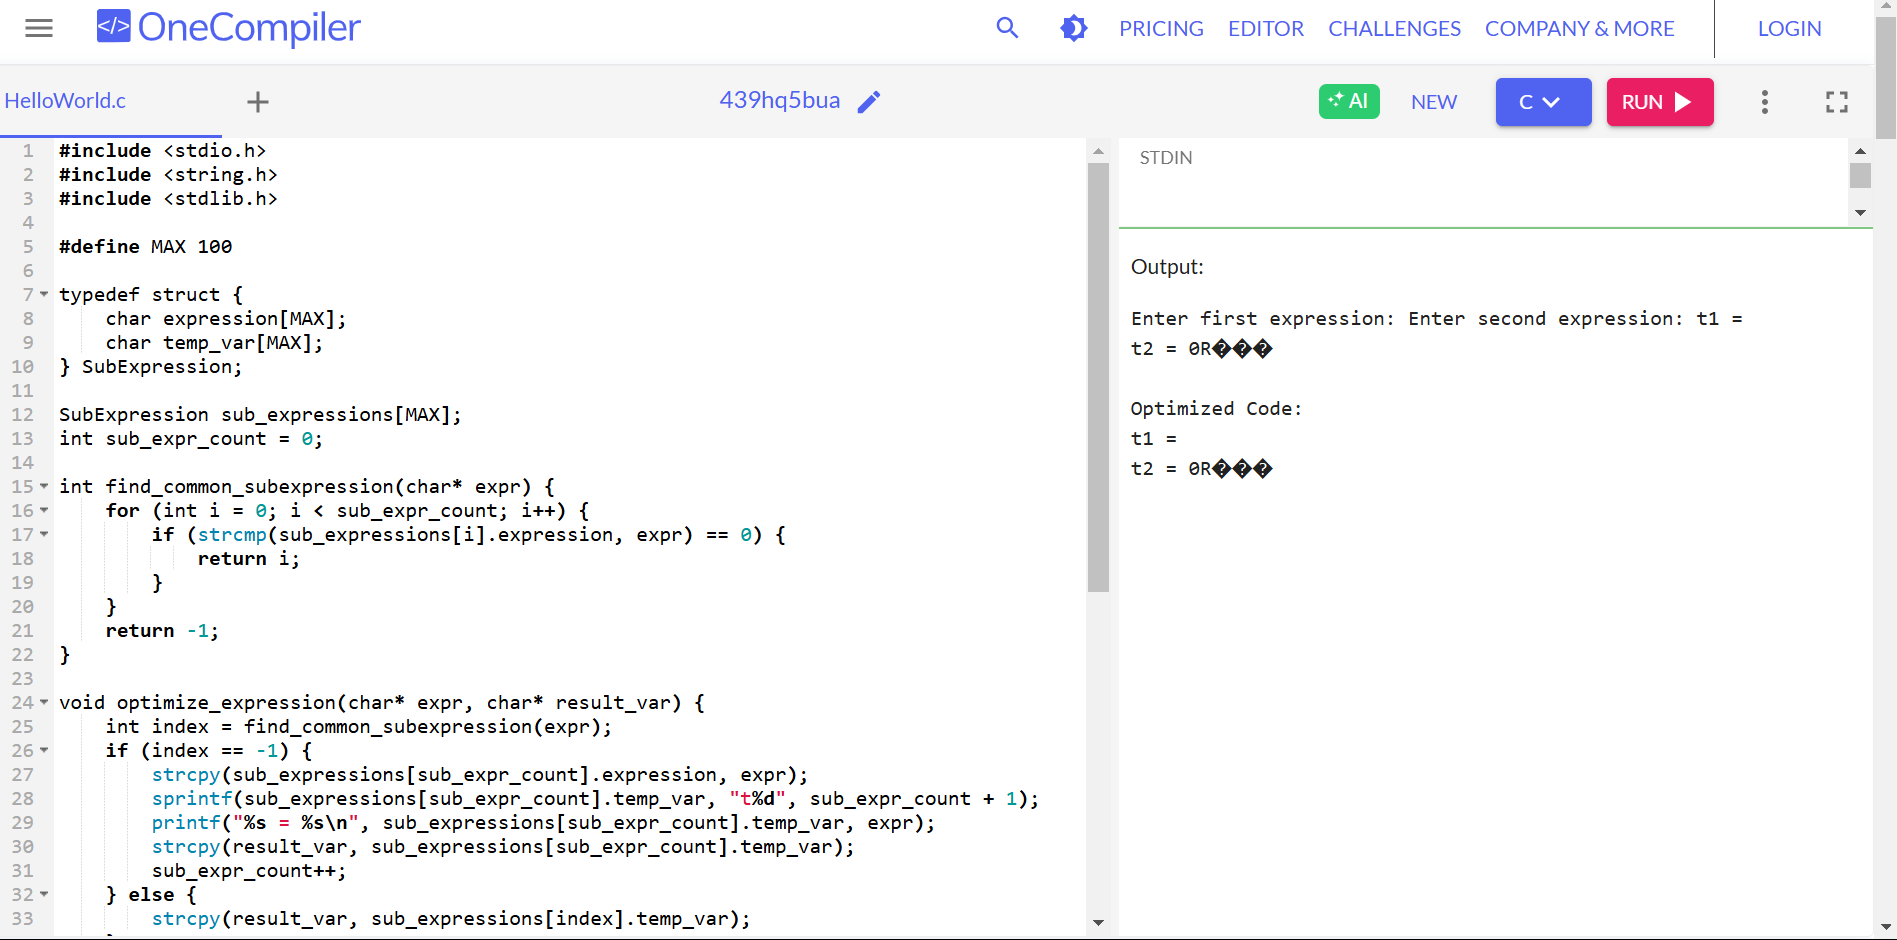 </> OneCompiler PRICING EDITOR CHALLENGES COMPANY & MORE LOGIN
HelloWorld.c + 439hq5bua AI NEW C RUN
1 #include <stdio.h>
2 #include <string.h>
3 #include <stdlib.h>
4
5 #define MAX 100
6
7 typedef struct {
8 char expression[MAX];
9 char temp_var[MAX];
10 } SubExpression;
11
12 SubExpression sub_expressions[MAX];
13 int sub_expr_count = 0;
14
15 int find_common_subexpression(char* expr) {
16 for (int i = 0; i < sub_expr_count; i++) {
17 if (strcmp(sub_expressions[i].expression, expr) == 0) {
18 return i;
19 }
20 }
21 return -1;
22 }
23
24 void optimize_expression(char* expr, char* result_var) {
25 int index = find_common_subexpression(expr);
26 if (index == -1) {
27 strcpy(sub_expressions[sub_expr_count].expression, expr);
28 sprintf(sub_expressions[sub_expr_count].temp_var, "t%d", sub_expr_count + 1);
29 printf("%s = %s\n", sub_expressions[sub_expr_count].temp_var, expr);
30 strcpy(result_var, sub_expressions[sub_expr_count].temp_var);
31 sub_expr_count++;
32 } else {
33 strcpy(result_var, sub_expressions[index].temp_var);
STDIN
Output:
Enter first expression: Enter second expression: t1 =
t2 = 0R���
Optimized Code:
t1 =
t2 = 0R���